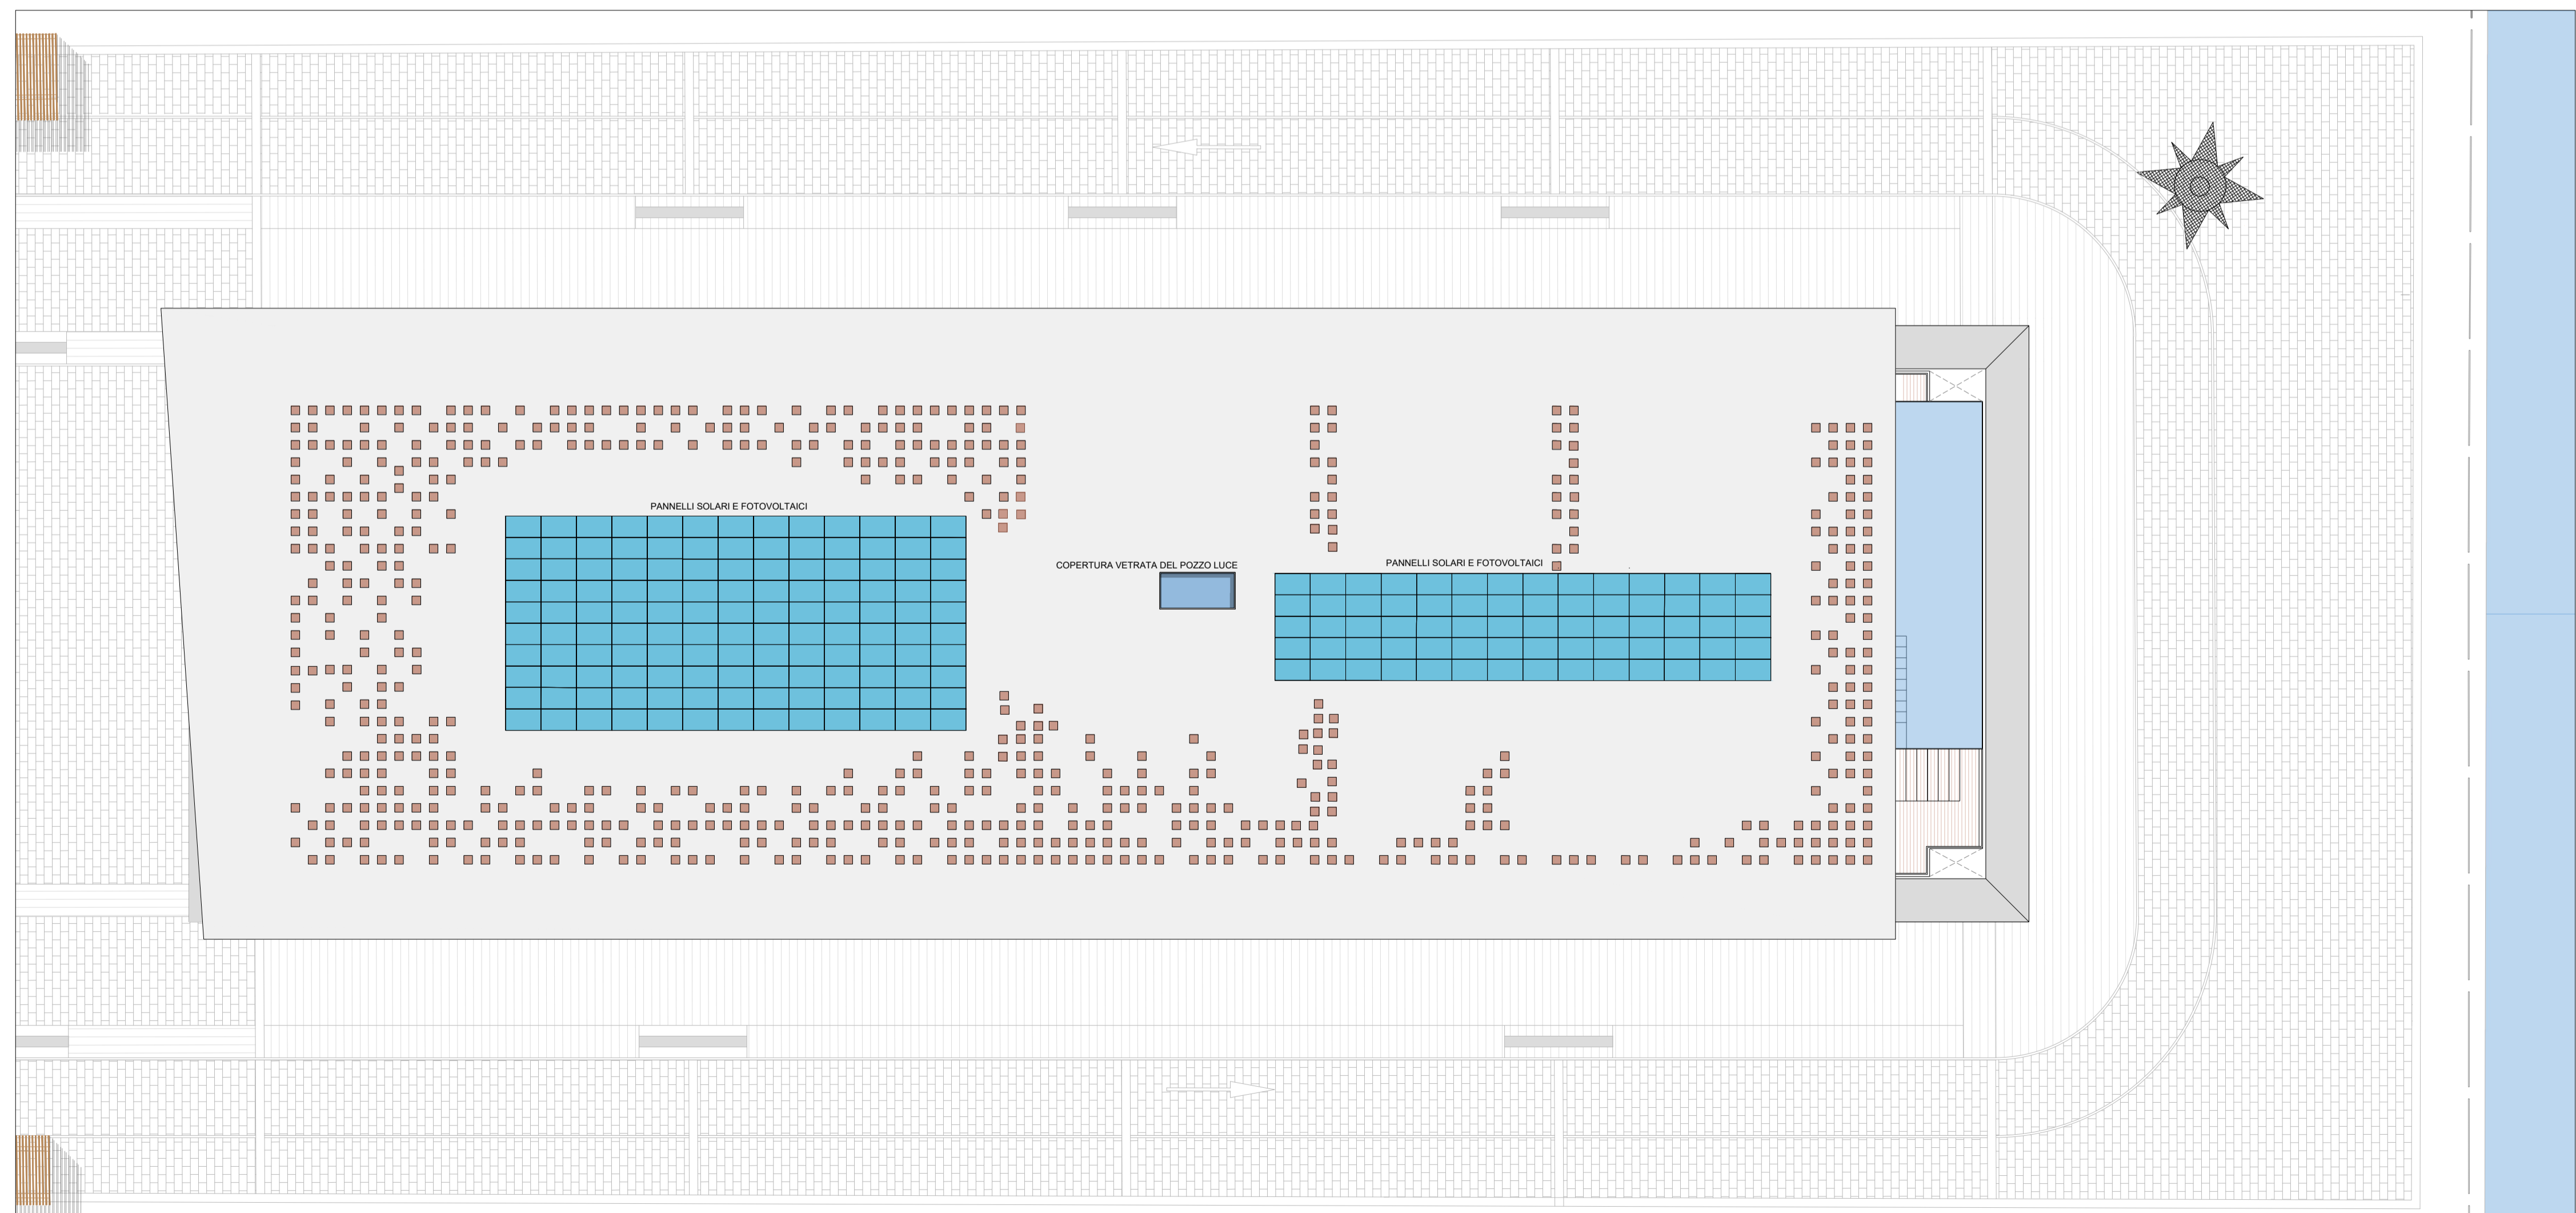 PANNELLI SOLARI E FOTOVOLTAICI
COPERTURA VETRATA DEL POZZO LUCE
PANNELLI SOLARI E FOTOVOLTAICI